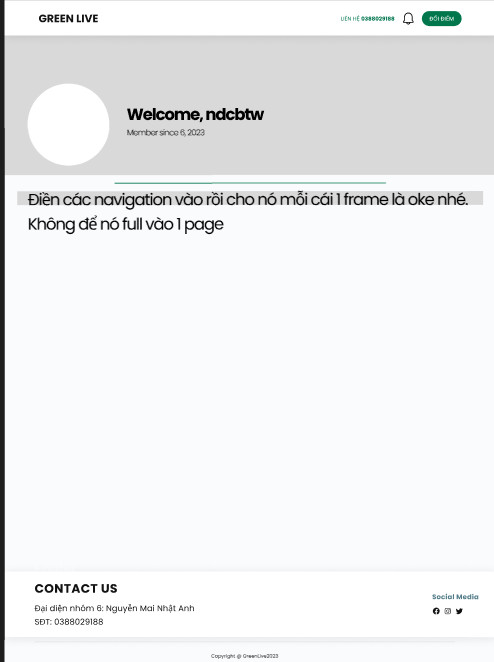 GREEN LIVE
LIÊN HỆ 0388029188
ĐỔI ĐIỂM
Welcome, ndcbtw
Member since 6, 2023
Điền các navigation vào rồi cho nó mỗi cái 1 frame là oke nhé.
Không để nó full vào 1 page
CONTACT US
Đại diện nhóm 6: Nguyễn Mai Nhật Anh
SĐT: 0388029188
Social Media
Copyright @ GreenLive2023